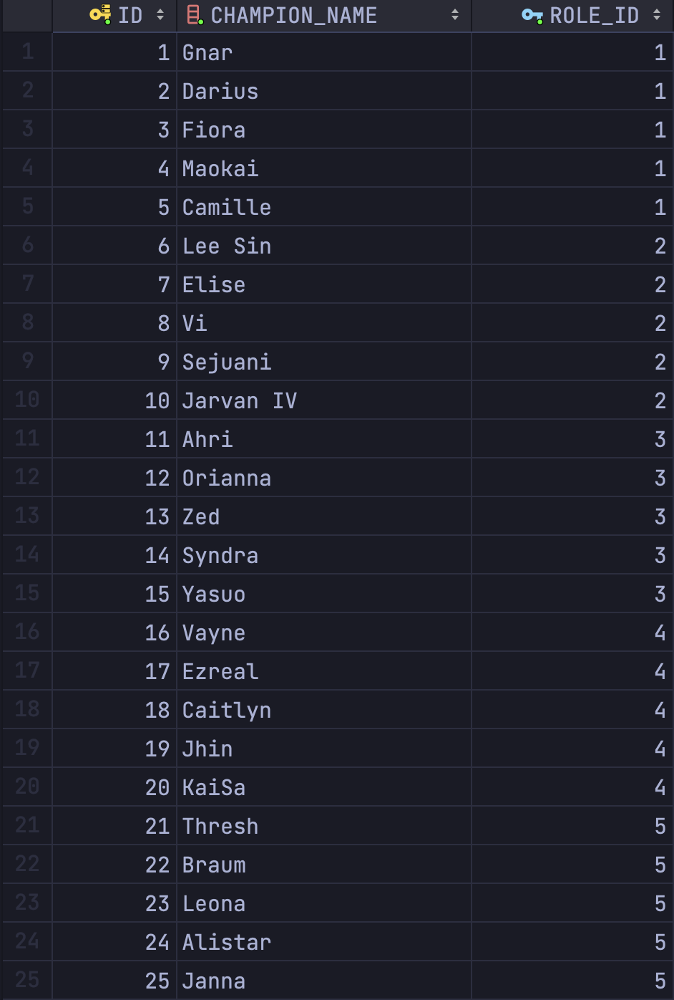 ID CHAMPION_NAME ROLE_ID
1 1 Gnar 1
2 2 Darius 1
3 3 Fiora 1
4 4 Maokai 1
5 5 Camille 1
6 6 Lee Sin 2
7 7 Elise 2
8 8 Vi 2
9 9 Sejuani 2
10 10 Jarvan IV 2
11 11 Ahri 3
12 12 Orianna 3
13 13 Zed 3
14 14 Syndra 3
15 15 Yasuo 3
16 16 Vayne 4
17 17 Ezreal 4
18 18 Caitlyn 4
19 19 Jhin 4
20 20 KaiSa 4
21 21 Thresh 5
22 22 Braum 5
23 23 Leona 5
24 24 Alistar 5
25 25 Janna 5